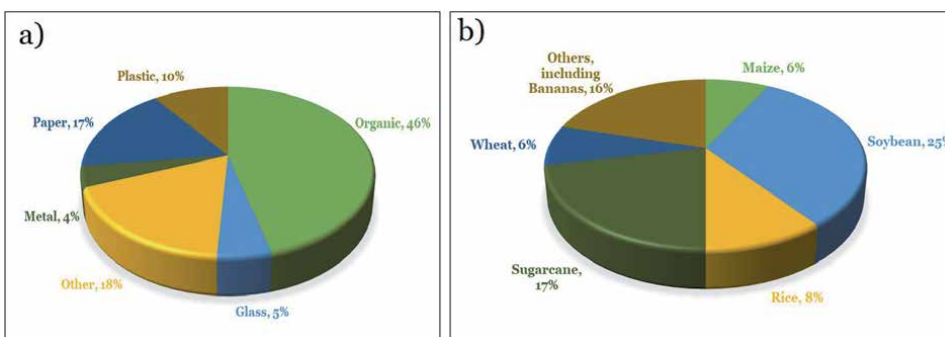 a)
Plastic, 10%
Paper, 17%
Organic, 46%
Metal, 4%
Other, 18%
Glass, 5%
b)
Others,
including
Bananas, 16%
Maize, 6%
Wheat, 6%
Soybean, 25%
Sugarcane,
17%
Rice, 8%